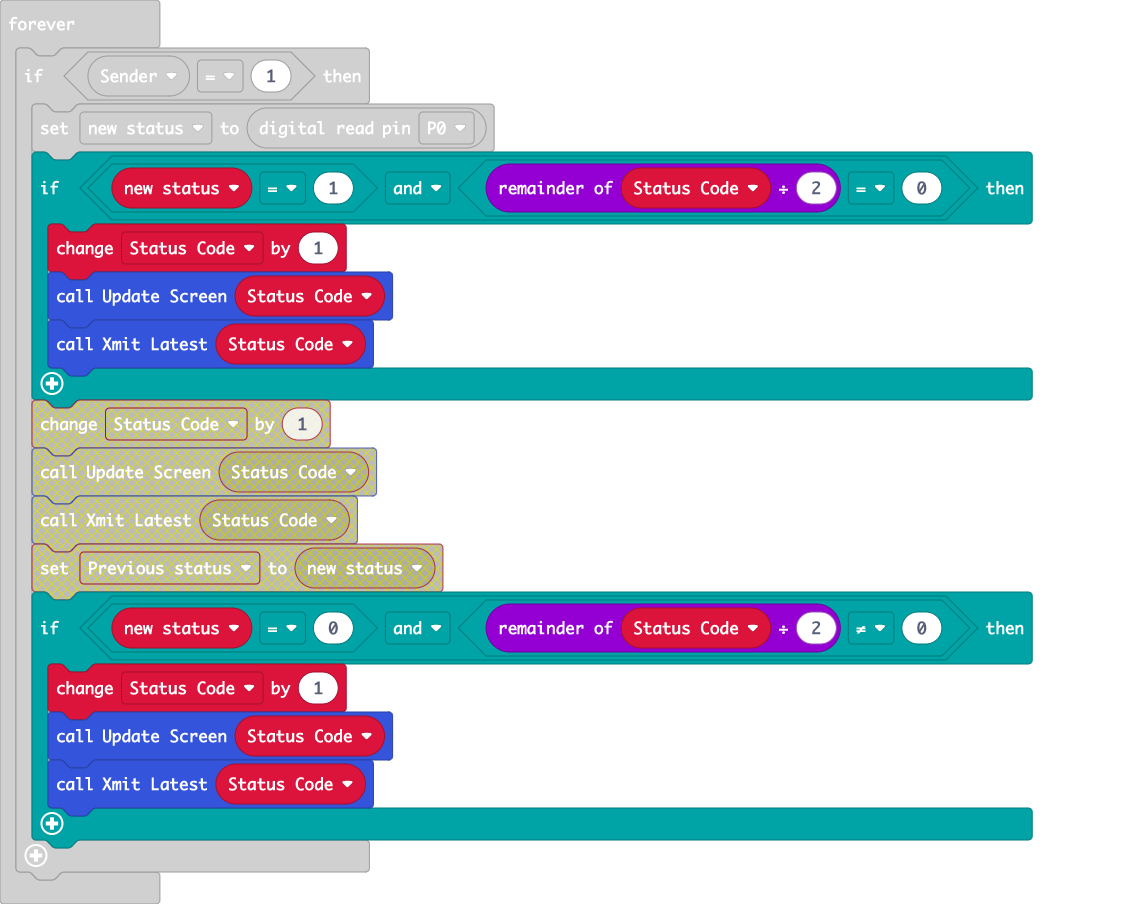 forever
if Sender = 1 then
set new status to digital read pin P0
if new status = 1 and remainder of Status Code ÷ 2 = 0 then
change Status Code by 1
call Update Screen Status Code
call Xmit Latest Status Code
change Status Code by 1
call Update Screen Status Code
call Xmit Latest Status Code
set Previous status to new status
if new status = 0 and remainder of Status Code ÷ 2 ≠ 0 then
change Status Code by 1
call Update Screen Status Code
call Xmit Latest Status Code